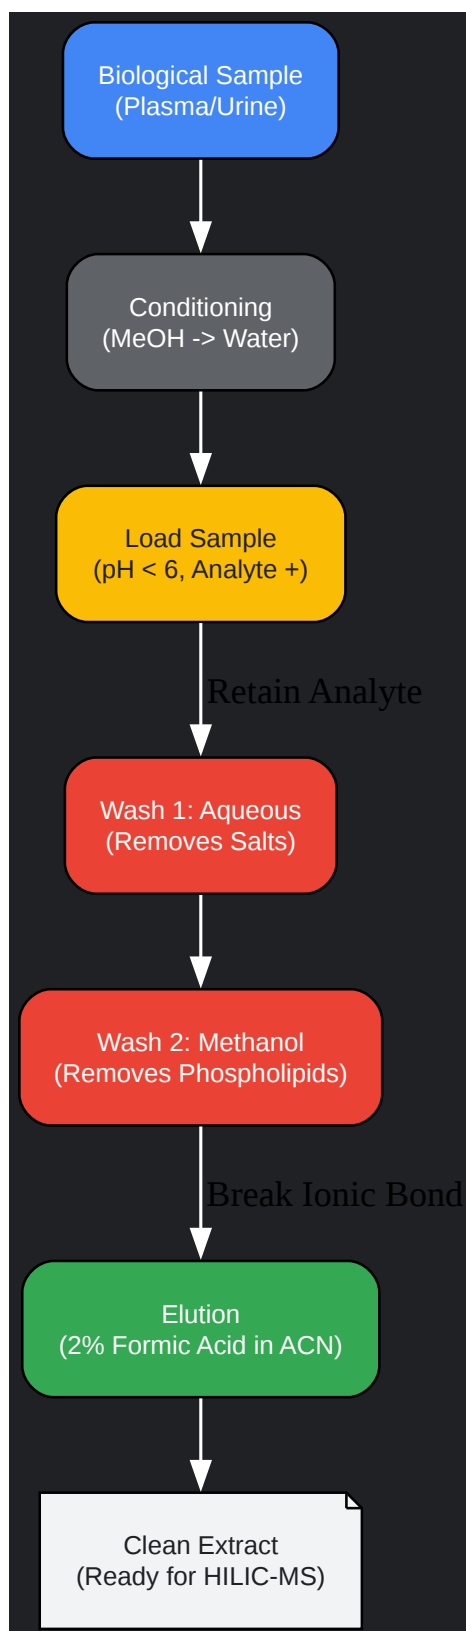 Biological Sample
(Plasma/Urine)
Conditioning
(MeOH -> Water)
Load Sample
(pH < 6, Analyte +)
Retain Analyte
Wash 1: Aqueous
(Removes Salts)
Wash 2: Methanol
(Removes Phospholipids)
Break Ionic Bond
Elution
(2% Formic Acid in ACN)
Clean Extract
(Ready for HILIC-MS)